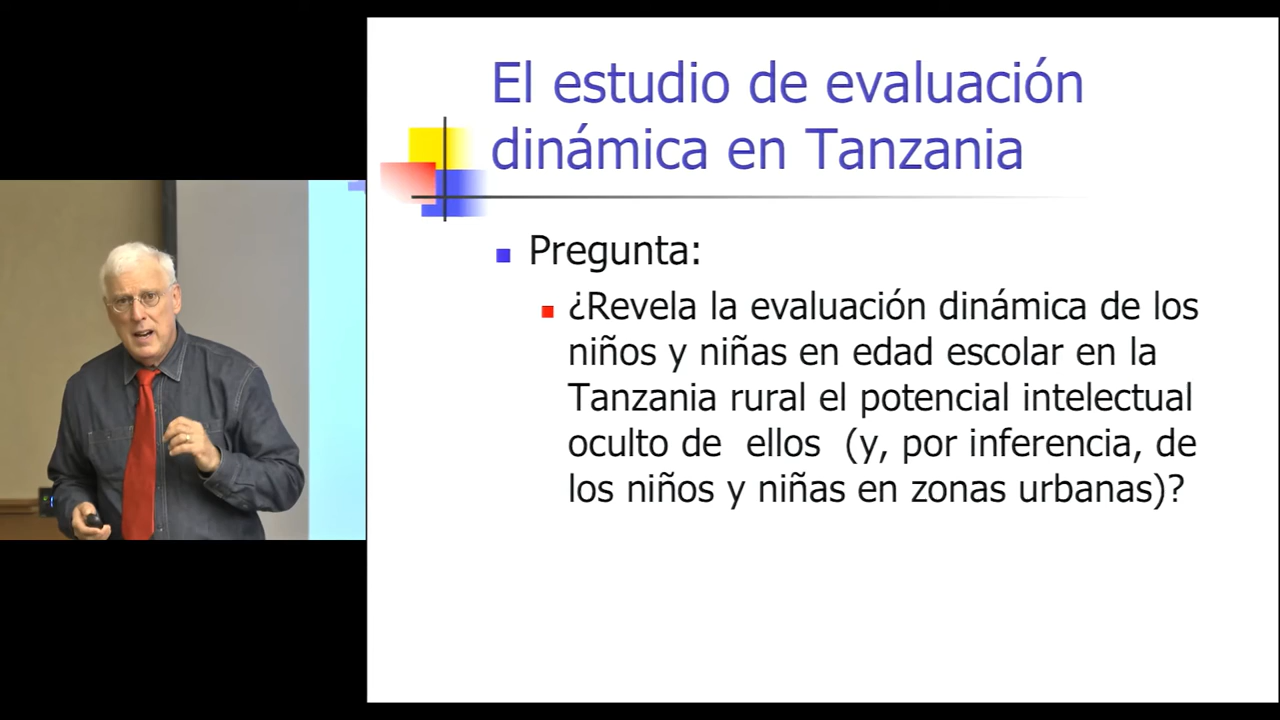 El estudio de evaluación
dinámica en Tanzania
Pregunta:
¿Revela la evaluación dinámica de los
niños y niñas en edad escolar en la
Tanzania rural el potencial intelectual
oculto de ellos (y, por inferencia, de
los niños y niñas en zonas urbanas)?